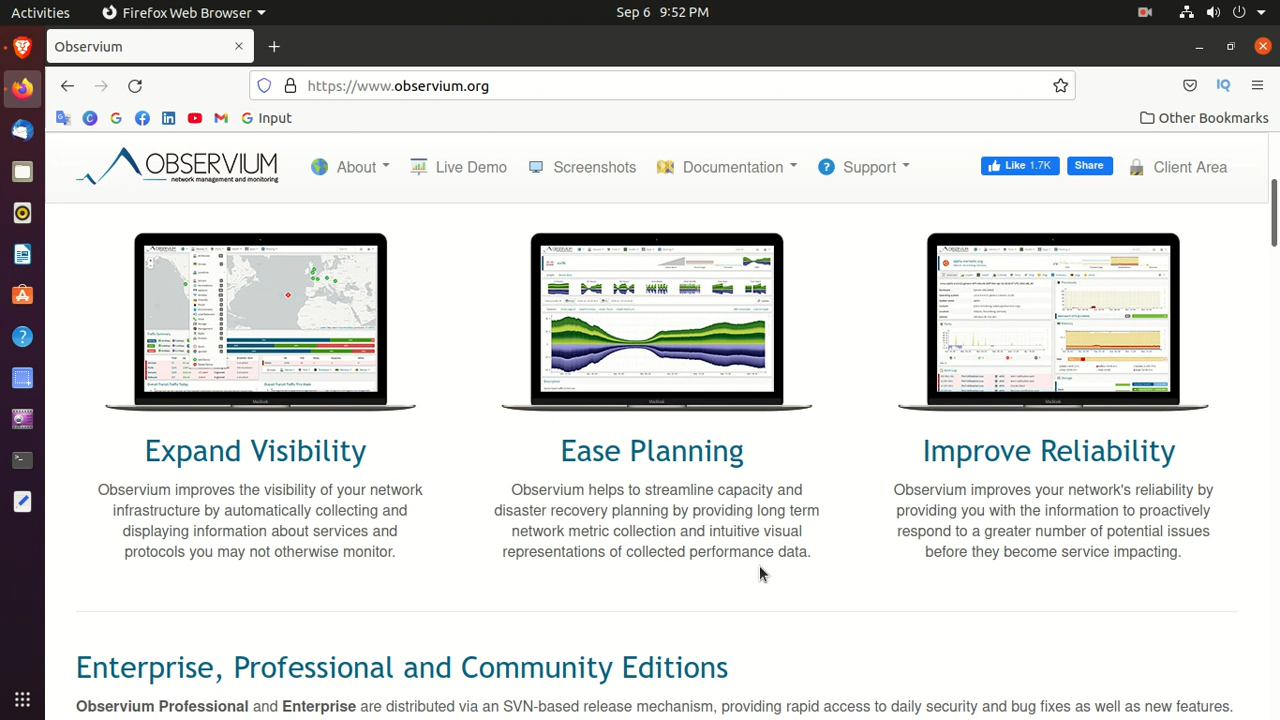 Activities
Firefox Web Browser
Sep 6 9:52 PM
Observium
https://www.observium.org
Input
Other Bookmarks
OBSERVIUM
network management and monitoring
About
Live Demo
Screenshots
Documentation
Support
Like 1.7K
Share
Client Area
Expand Visibility
Observium improves the visibility of your network
infrastructure by automatically collecting and
displaying information about services and
protocols you may not otherwise monitor.
Ease Planning
Observium helps to streamline capacity and
disaster recovery planning by providing long term
network metric collection and intuitive visual
representations of collected performance data.
Improve Reliability
Observium improves your network's reliability by
providing you with the information to proactively
respond to a greater number of potential issues
before they become service impacting.
Enterprise, Professional and Community Editions
Observium Professional and Enterprise are distributed via an SVN-based release mechanism, providing rapid access to daily security and bug fixes as well as new features.